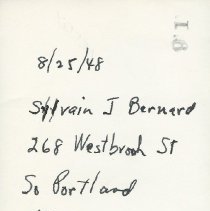 8/25/48
Sylvain J Bernard
268 Westbrook St
So Portland